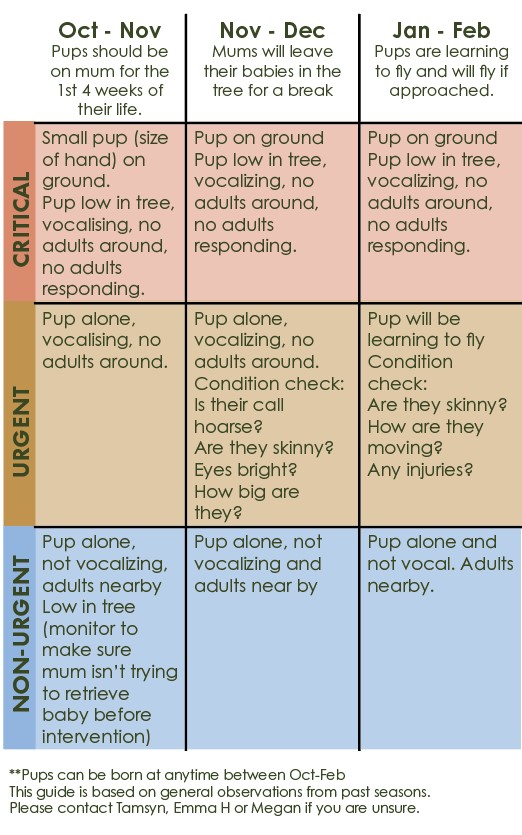 Oct - Nov
Pups should be
on mum for the
1st 4 weeks of
their life.
Nov - Dec
Mums will leave
their babies in the
tree for a break
Jan - Feb
Pups are learning
to fly and will fly if
approached.
CRITICAL
Small pup (size
of hand) on
ground.
Pup low in tree,
vocalising, no
adults around,
no adults
responding.
Pup on ground
Pup low in tree,
vocalizing, no
adults around,
no adults
responding.
Pup on ground
Pup low in tree,
vocalizing, no
adults around,
no adults
responding.
URGENT
Pup alone,
vocalising, no
adults around.
Pup alone,
vocalizing, no
adults around.
Condition check:
Is their call
hoarse?
Are they skinny?
Eyes bright?
How big are
they?
Pup will be
learning to fly
Condition
check:
Are they skinny?
How are they
moving?
Any injuries?
NON-URGENT
Pup alone,
not vocalizing,
adults nearby
Low in tree
(monitor to
make sure
mum isn't trying
to retrieve
baby before
intervention)
Pup alone, not
vocalizing and
adults near by
Pup alone and
not vocal. Adults
nearby.
**Pups can be born at anytime between Oct-Feb
This guide is based on general observations from past seasons.
Please contact Tamsyn, Emma H or Megan if you are unsure.